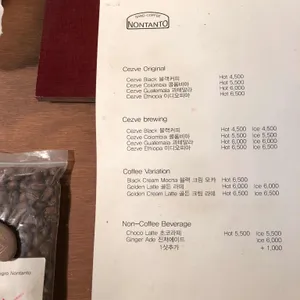 NONTANTO
Cezve Original
Cezve Black 블랙커피 Hot 4,500
Cezve Colombia 콜롬비아 Hot 5,500
Cezve Guatemala 과테말라 Hot 6,000
Cezve Ethiopia 이디오피아 Hot 6,500
Cezve brewing
Cezve Black 블랙커피 Hot 4,500 Ice 5,000
Cezve Colombia 콜롬비아 Hot 5,500 Ice 5,500
Cezve Guatemala 과테말라 Hot 6,000 Ice 6,000
Cezve Ethiopia 이디오피아 Hot 6,500 Ice 6,500
Coffee Variation
Black Cream Mocha 블랙 크림 모카 Hot 6,500
Golden Latte 골든 라떼 Hot 6,000 Ice 6,000
Golden Cream Latte 골든 크림 라떼 Hot 6,500 Ice 6,500
Non-Coffee Beverage
Choco Latte 초코라떼 Hot 5,500 Ice 5,500
Ginger Ade 진저에이드 Ice 6,000
1샷추가 + 1,000
Nontanto